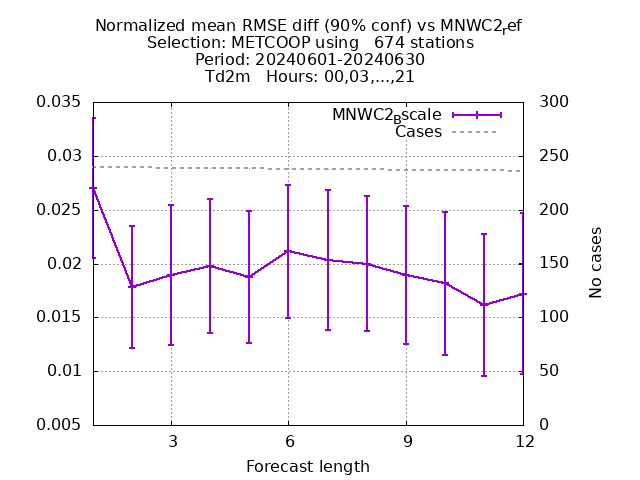 Normalized mean RMSE diff (90% conf) vs MNWC2_ref
Selection: METCOOP using   674 stations
Period: 20240601-20240630
Td2m   Hours: 00,03,...,21
MNWC2_Bscale
Cases
0.035
0.03
0.025
0.02
0.015
0.01
0.005
300
250
200
150
100
50
0
No cases
3
6
9
12
Forecast length